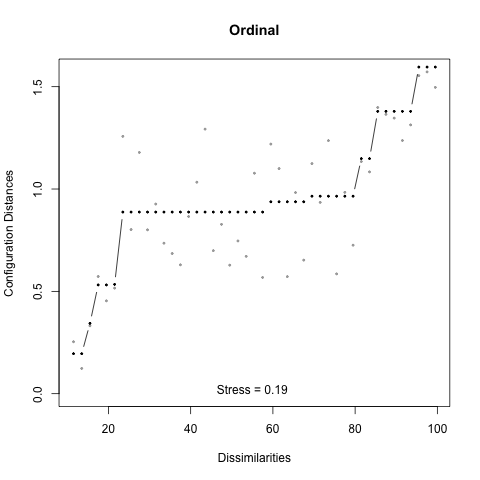 Ordinal
Configuration Distances
1.5
1.0
0.5
0.0
Stress = 0.19
20 40 60 80 100
Dissimilarities